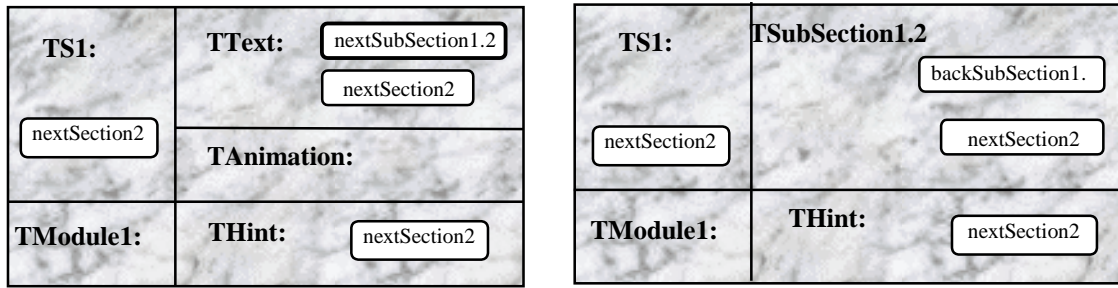 TS1:
TText:
nextSubSection1.2
nextSection2
nextSection2
TAnimation:
TModule1:
THint:
nextSection2
TS1:
TSubSection1.2
backSubSection1.
nextSection2
nextSection2
TModule1:
THint:
nextSection2